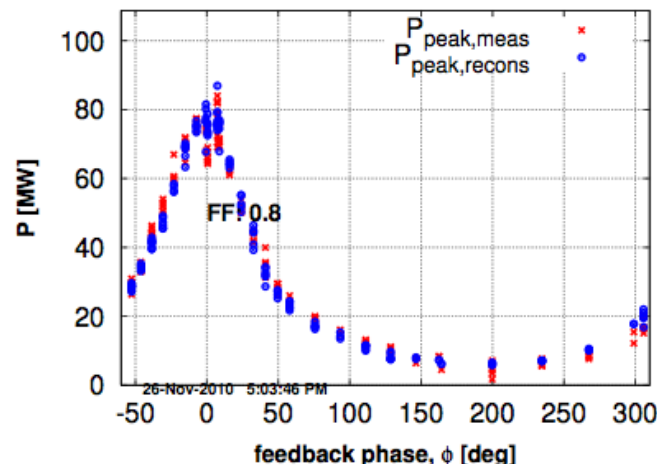 P_peak,meas
P_peak,recons
100
80
60
40
20
0
P [MW]
FF: 0.8
26-Nov-2010 5:03:46 PM
-50 0 50 100 150 200 250 300
feedback phase, ϕ [deg]